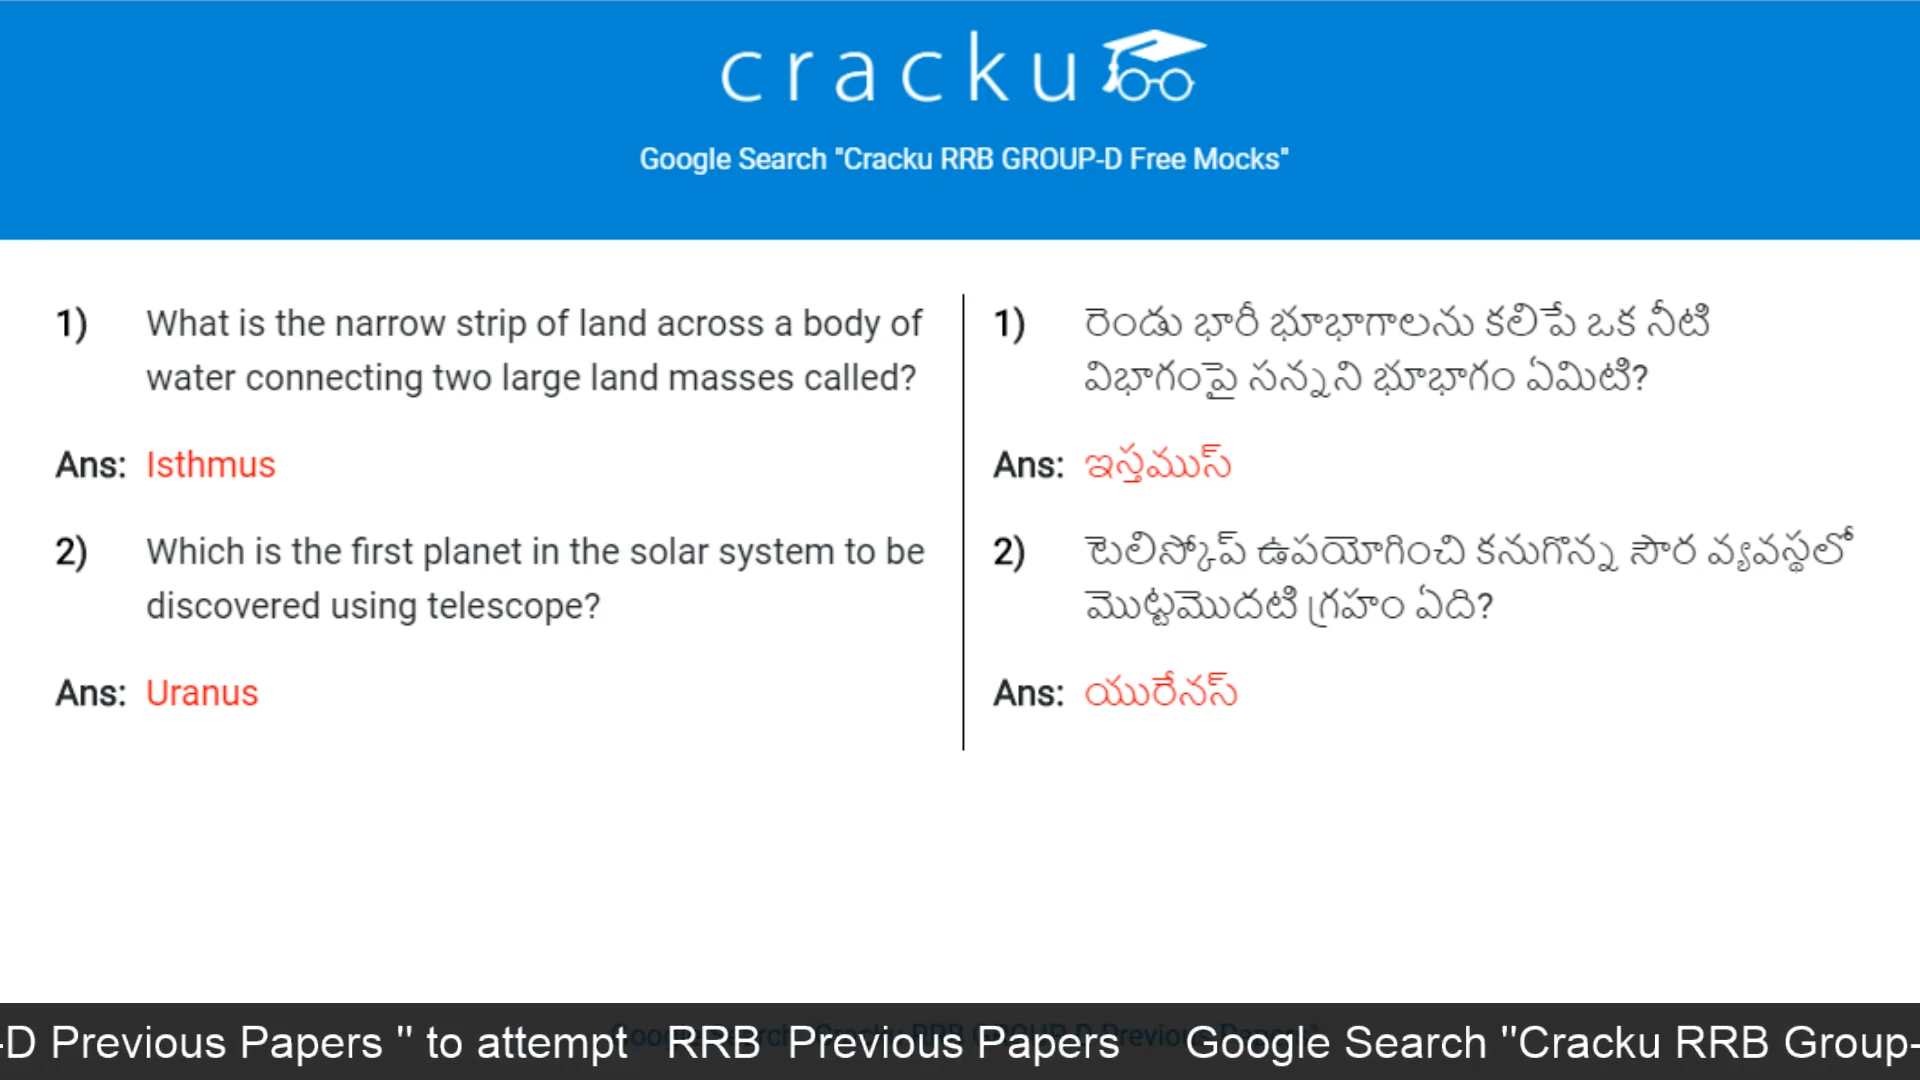 cracku
Google Search "Cracku RRB GROUP-D Free Mocks"
1) What is the narrow strip of land across a body of
water connecting two large land masses called?
Ans: Isthmus
2) Which is the first planet in the solar system to be
discovered using telescope?
Ans: Uranus
1) రెండు భారీ భూభాగాలను కలిపే ఒక నీటి
విభాగంపై సన్నని భూభాగం ఏమిటి?
Ans: ఇస్తముస్
2) టెలిస్కోప్ ఉపయోగించి కనుగొన్న సౌర వ్యవస్థలో
మొట్టమొదటి గ్రహం ఏది?
Ans: యురేనస్
-D Previous Papers " to attempt RRB Previous Papers Google Search "Cracku RRB Group-